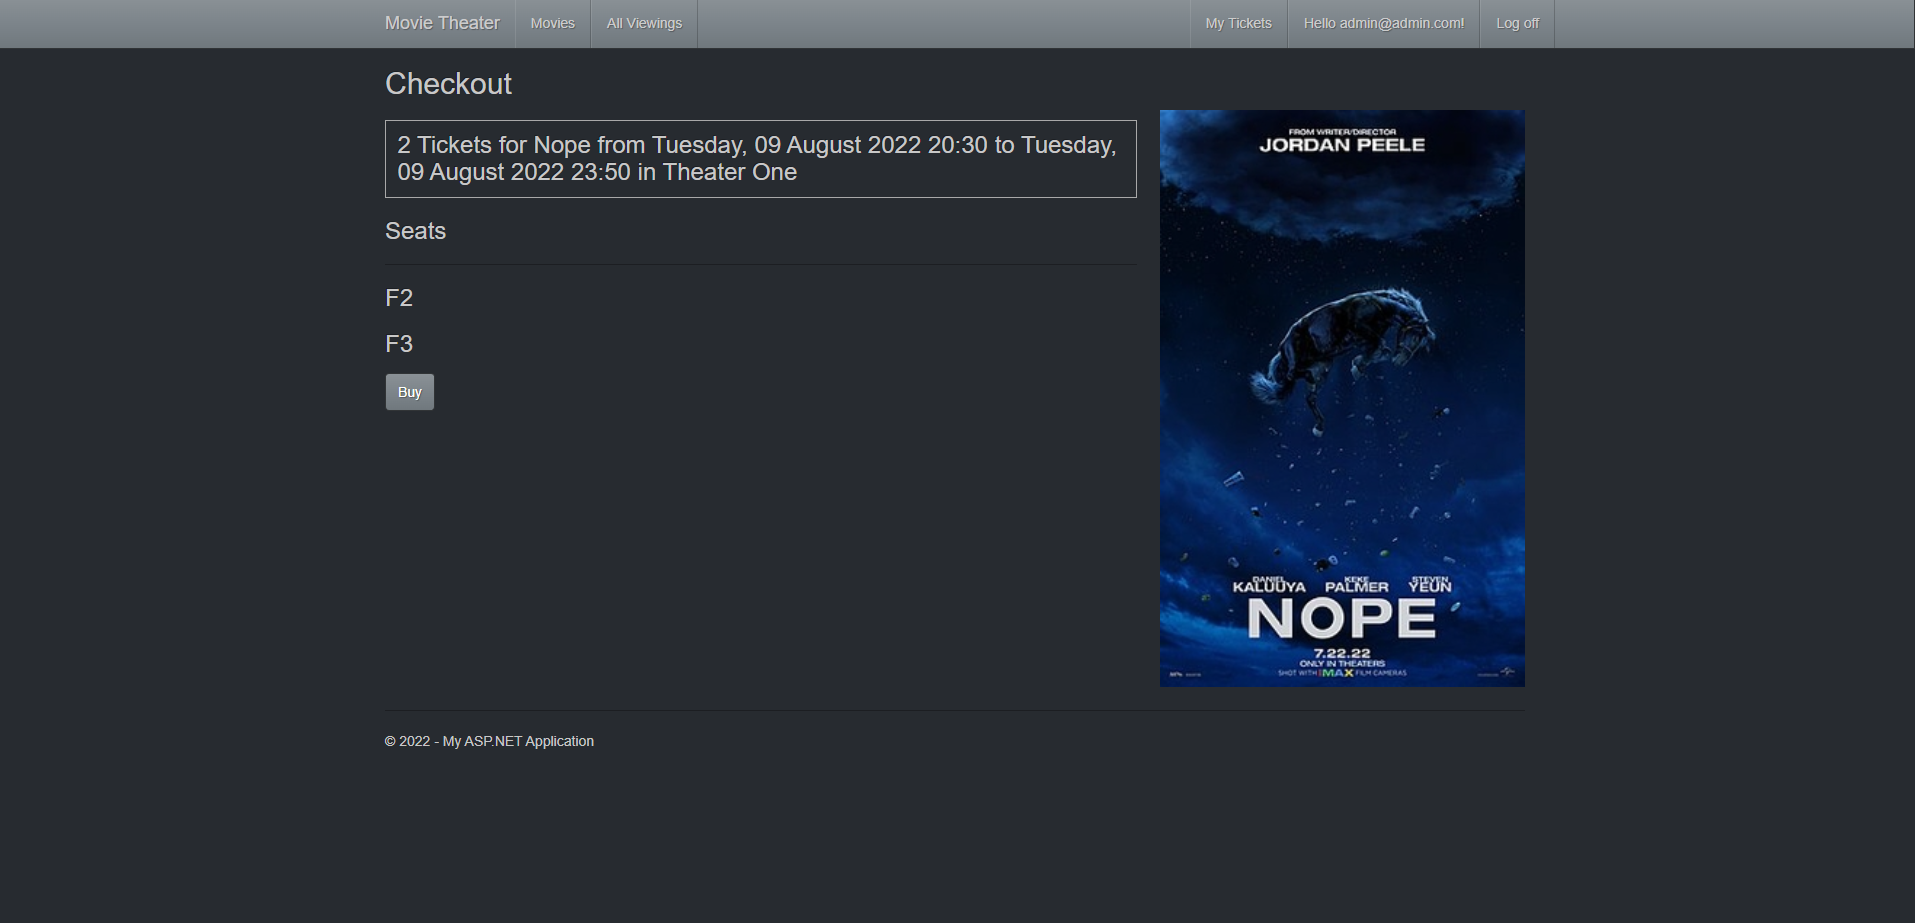 Movie Theater
Movies
All Viewings
My Tickets
Hello admin@admin.com!
Log off
Checkout
2 Tickets for Nope from Tuesday, 09 August 2022 20:30 to Tuesday,
09 August 2022 23:50 in Theater One
Seats
F2
F3
Buy
FROM WRITER/DIRECTOR
JORDAN PEELE
DANIEL KEKE STEVEN
KALUUYA PALMER YEUN
NOPE
7.22.22
ONLY IN THEATERS
SHOT WITH IMAX FILM CAMERAS
© 2022 - My ASP.NET Application